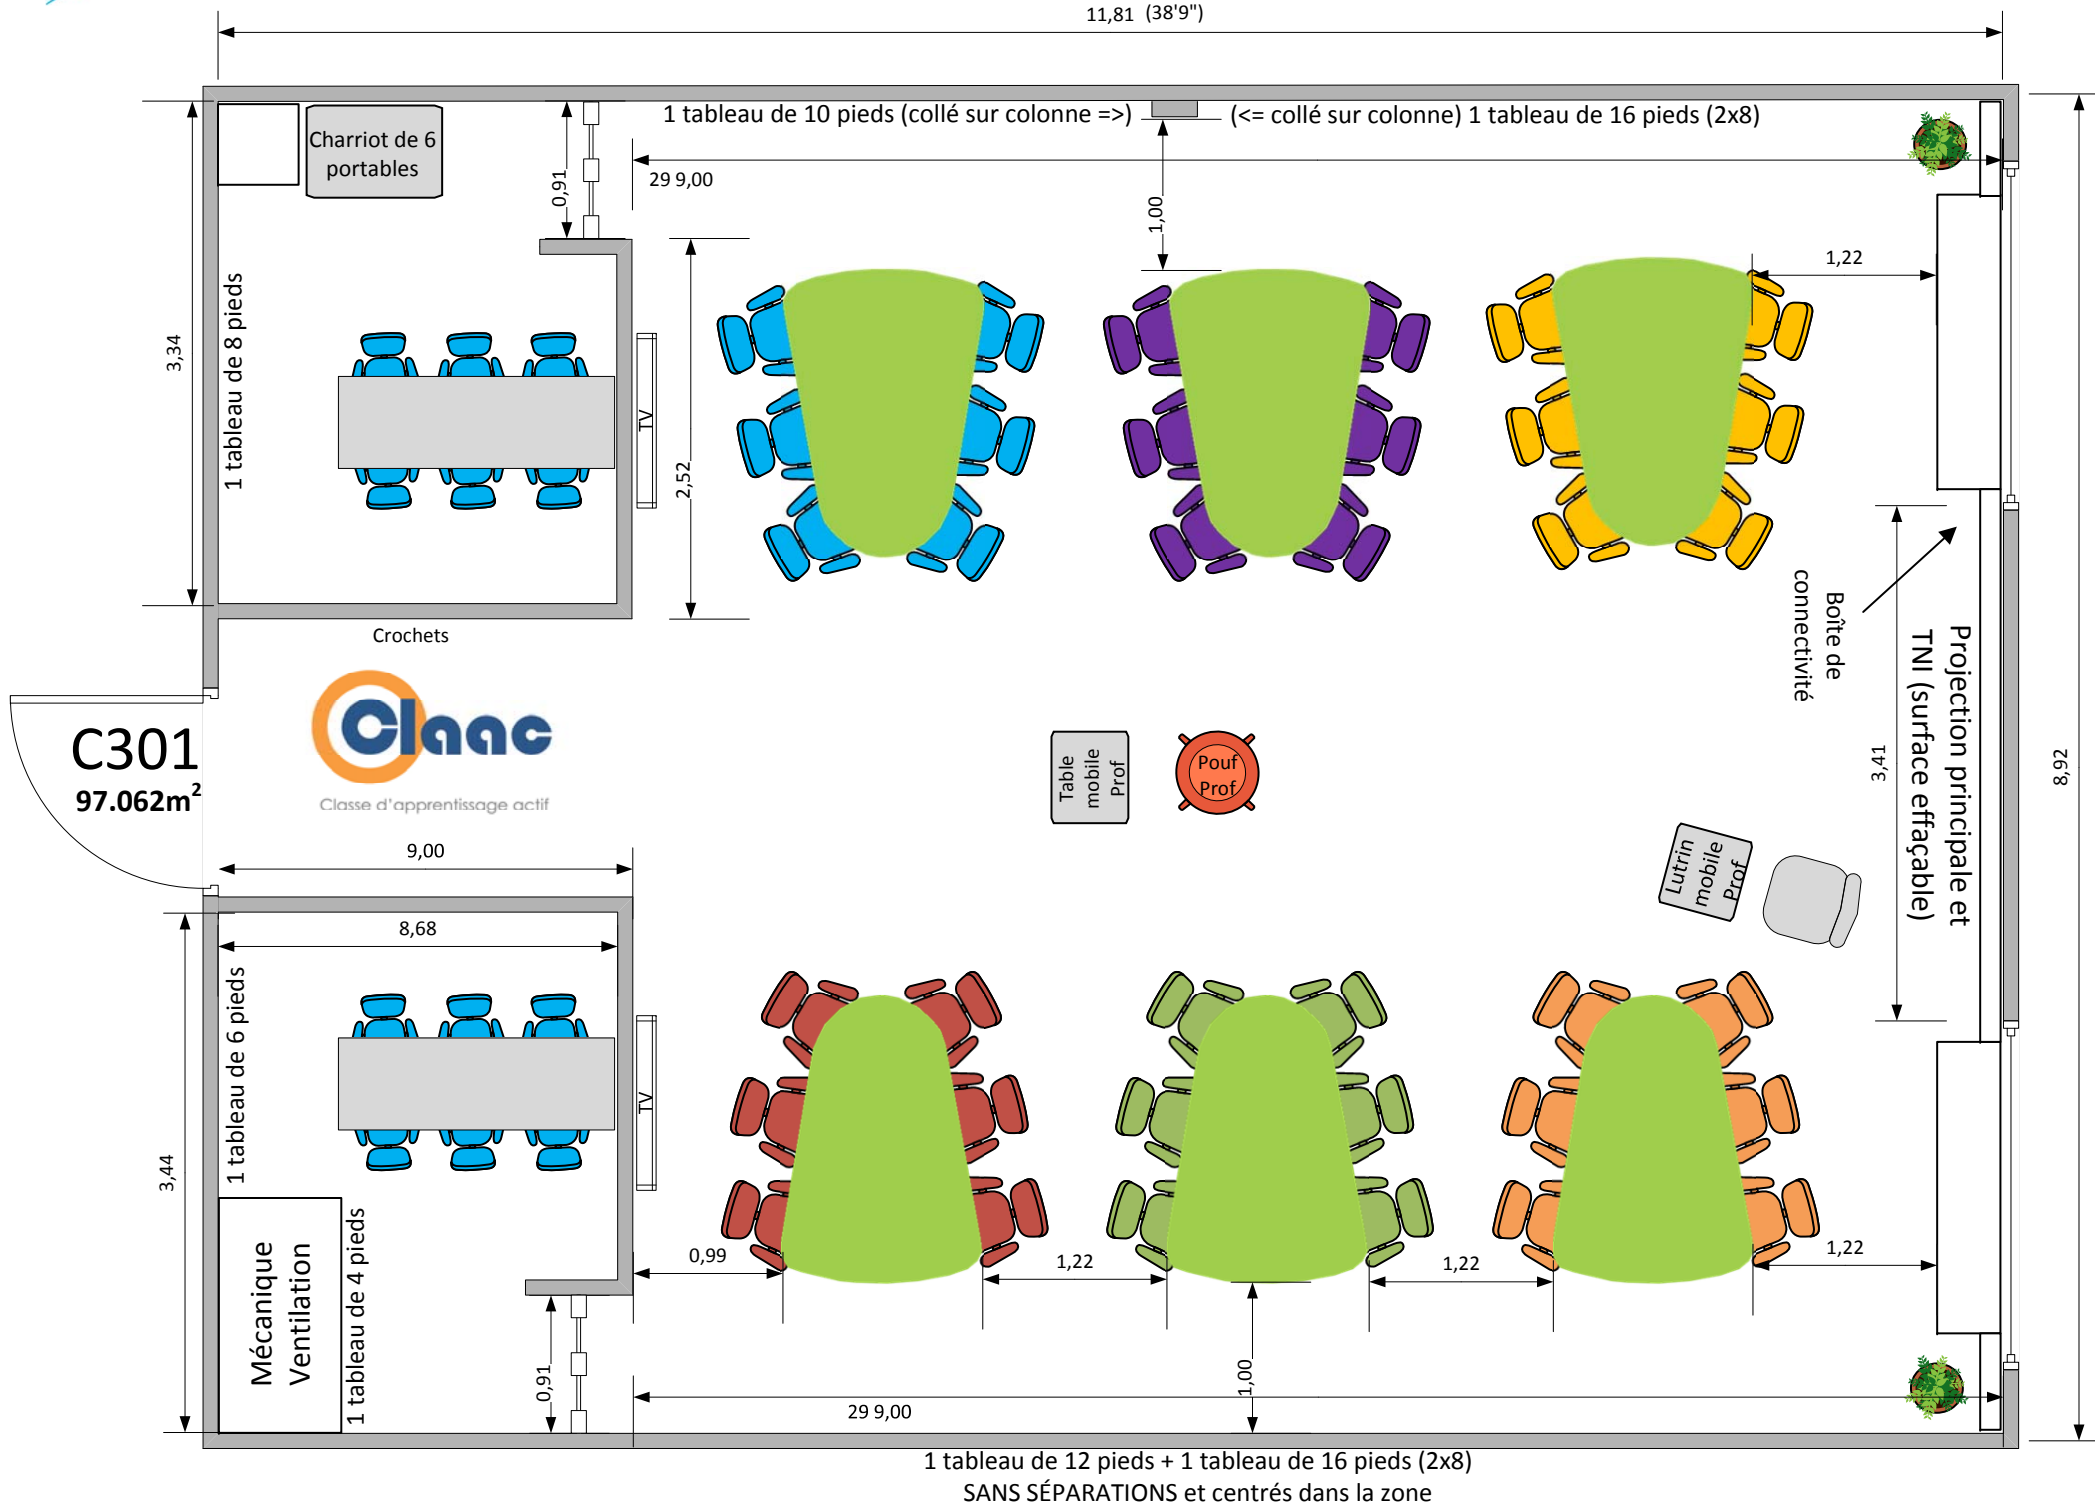 11,81 (38'9")
1 tableau de 10 pieds (collé sur colonne =>)
(<= collé sur colonne) 1 tableau de 16 pieds (2x8)
Charriot de 6
portables
0,91
29 9,00
1,00
1,22
3,34
1 tableau de 8 pieds
TV
2,52
Boîte de
connectivité
Projection principale et
TNI (surface effaçable)
3,41
8,92
Crochets
Claac
Classe d'apprentissage actif
C301
97.062m²
Table
mobile
Prof
Pouf
Prof
Lutrin
mobile
Prof
9,00
8,68
1 tableau de 6 pieds
3,44
TV
Mécanique
Ventilation
1 tableau de 4 pieds
0,91
0,99
1,22
1,22
1,22
1,00
29 9,00
1 tableau de 12 pieds + 1 tableau de 16 pieds (2x8)
SANS SÉPARATIONS et centrés dans la zone